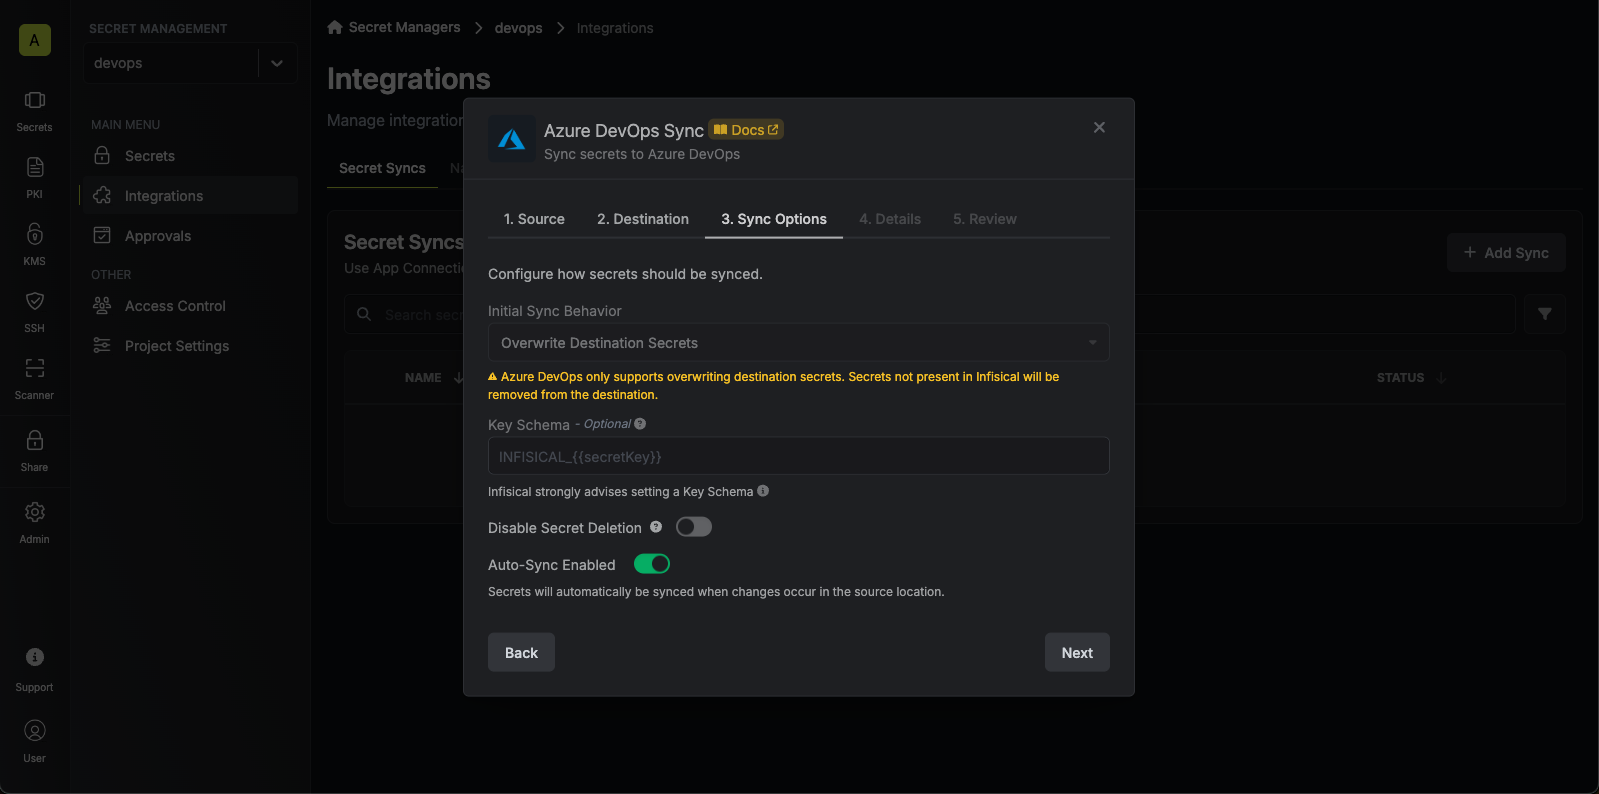 A
SECRET MANAGEMENT
devops
Secrets
PKI
KMS
SSH
Scanner
Share
Admin
Support
User
MAIN MENU
Secrets
Integrations
Approvals
OTHER
Access Control
Project Settings
Secret Managers > devops > Integrations
Integrations
Manage integration
Secret Syncs
Secret Syncs
Use App Connectio
+ Add Sync
Search secr
NAME
STATUS
Azure DevOps Sync
Docs
Sync secrets to Azure DevOps
1. Source 2. Destination 3. Sync Options 4. Details 5. Review
Configure how secrets should be synced.
Initial Sync Behavior
Overwrite Destination Secrets
Azure DevOps only supports overwriting destination secrets. Secrets not present in Infisical will be
removed from the destination.
Key Schema - Optional
INFISICAL_{{secretKey}}
Infisical strongly advises setting a Key Schema
Disable Secret Deletion
Auto-Sync Enabled
Secrets will automatically be synced when changes occur in the source location.
Back
Next